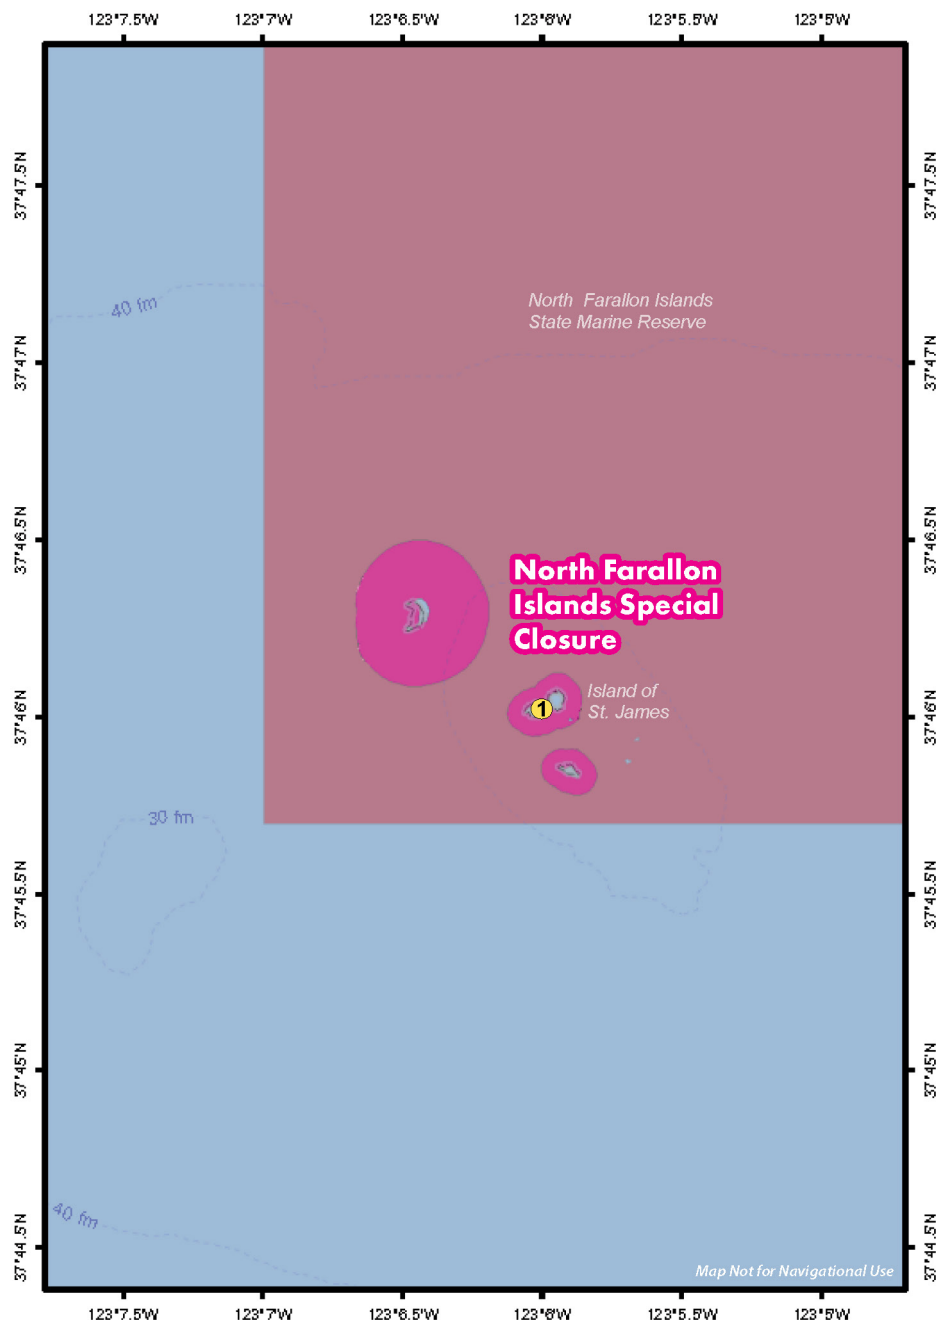 123°7.5'W 123°7'W 123°6.5'W 123°6'W 123°5.5'W 123°5'W
37°47.5'N 37°47.5'N
40 fm
North Farallon Islands
State Marine Reserve
37°47'N 37°47'N
37°46.5'N 37°46.5'N
North Farallon
Islands Special
Closure
Island of
St. James
1
37°46'N 37°46'N
30 fm
37°45.5'N 37°45.5'N
37°45'N 37°45'N
40 fm
37°44.5'N 37°44.5'N
Map Not for Navigational Use
123°7.5'W 123°7'W 123°6.5'W 123°6'W 123°5.5'W 123°5'W